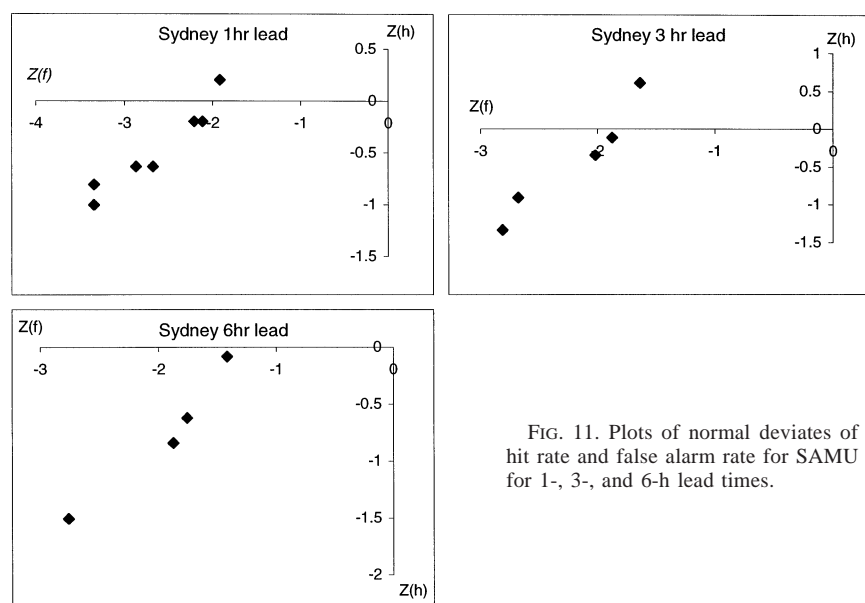 Sydney 1hr lead
Z(h)
Z(f)
0.5
0
-0.5
-1
-1.5
-4 -3 -2 -1 0
Sydney 3 hr lead
Z(h)
Z(f)
1
0.5
0
-0.5
-1
-1.5
-3 -2 -1 0
Z(f)
Sydney 6hr lead
-3 -2 -1 0
0
-0.5
-1
-1.5
-2
Z(h)
FIG. 11. Plots of normal deviates of
hit rate and false alarm rate for SAMU
for 1-, 3-, and 6-h lead times.